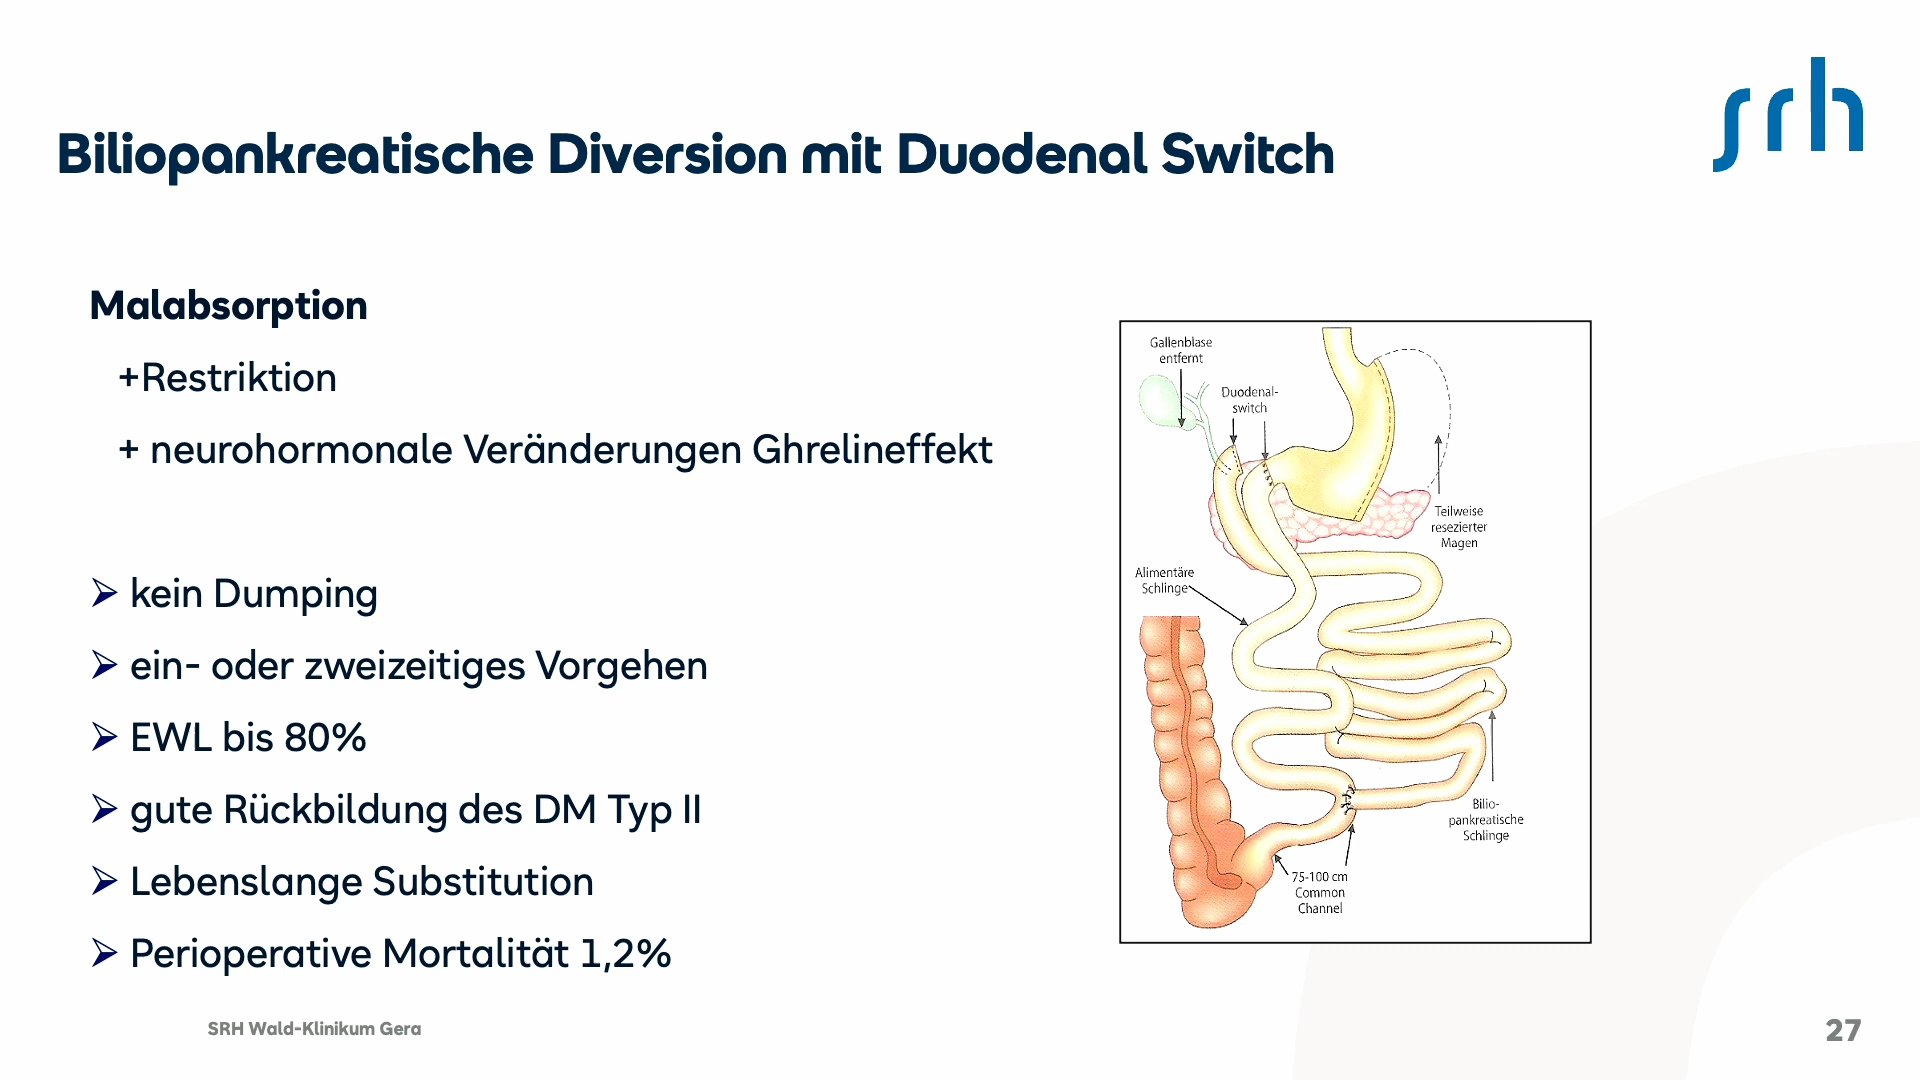 srh
Biliopankreatische Diversion mit Duodenal Switch
Malabsorption
+Restriktion
+ neurohormonale Veränderungen Ghrelineffekt
➢ kein Dumping
➢ ein- oder zweizeitiges Vorgehen
➢ EWL bis 80%
➢ gute Rückbildung des DM Typ II
➢ Lebenslange Substitution
➢ Perioperative Mortalität 1,2%
Gallenblase
entfernt
Duodenal-
switch
Teilweise
resezierter
Magen
Alimentäre
Schlinge
Bilio-
pankreatische
Schlinge
75-100 cm
Common
Channel
SRH Wald-Klinikum Gera
27